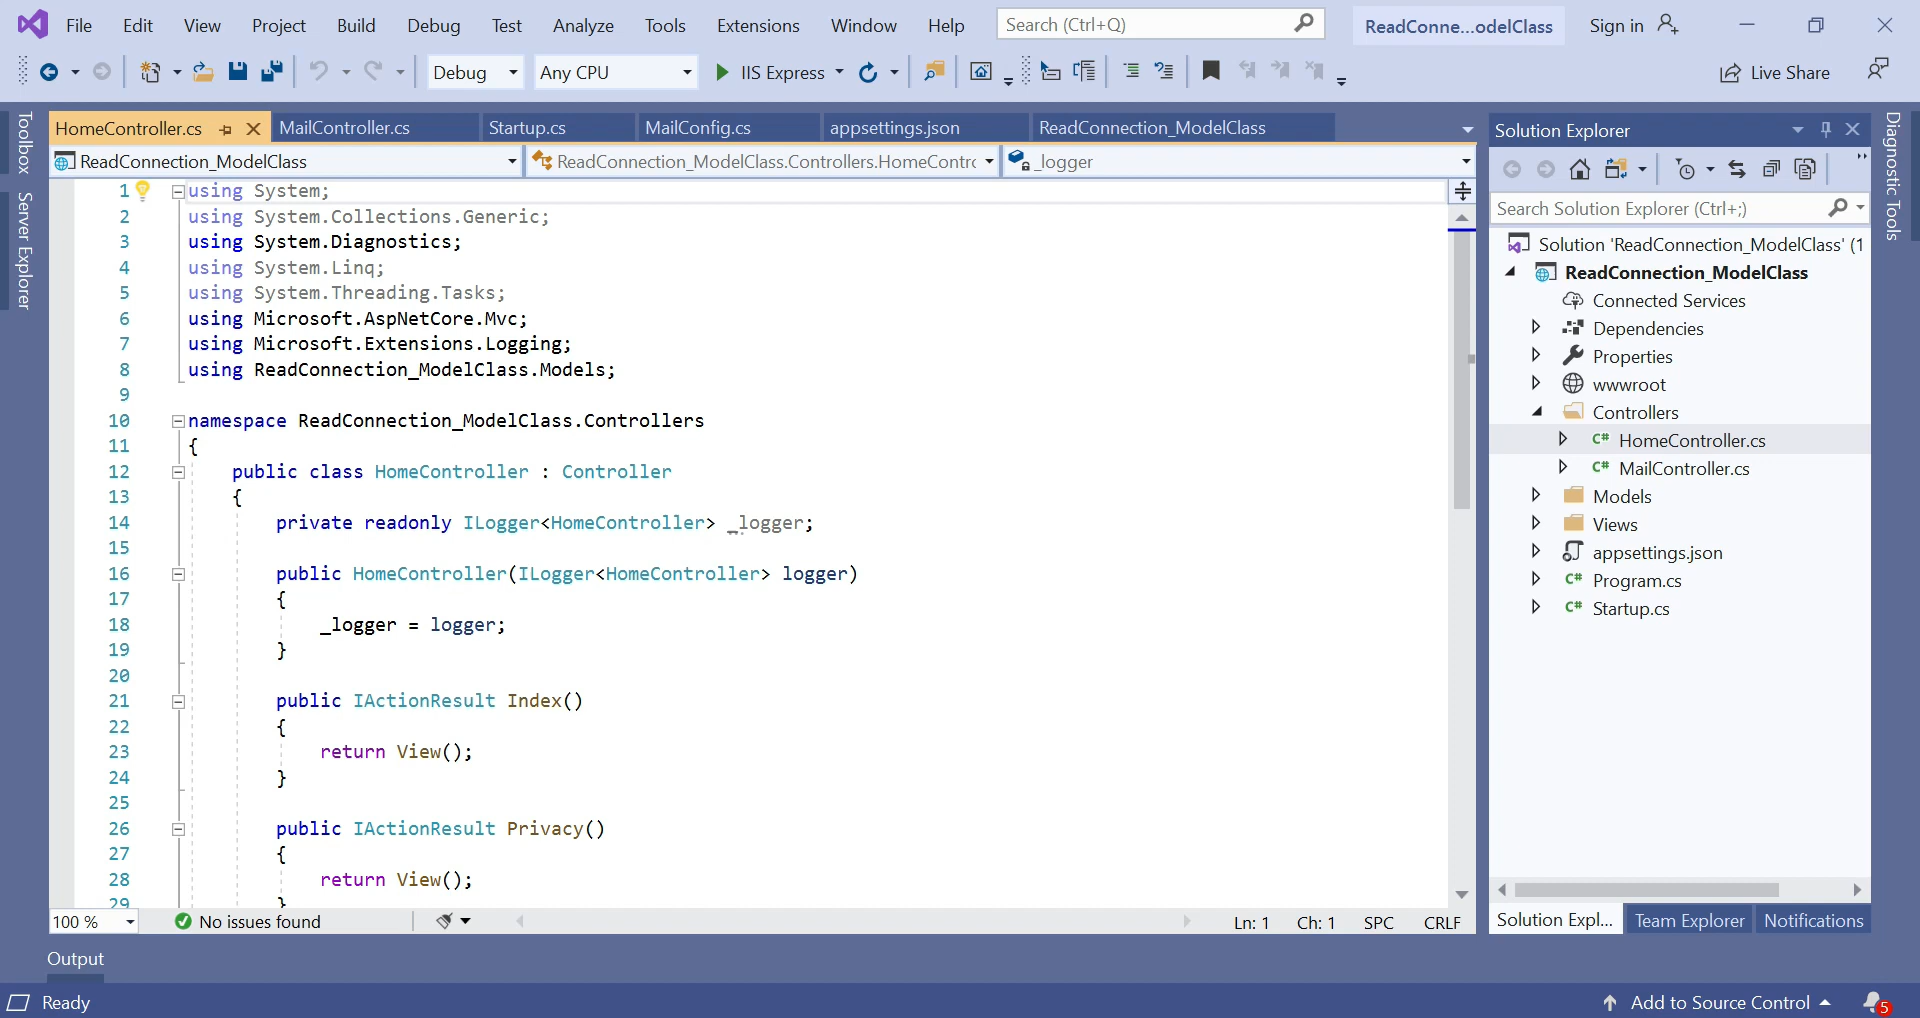 File Edit View Project Build Debug Test Analyze Tools Extensions Window Help Search (Ctrl+Q) ReadConne...odelClass Sign in
Debug Any CPU IIS Express Live Share
Toolbox
Server Explorer
HomeController.cs MailController.cs Startup.cs MailConfig.cs appsettings.json ReadConnection_ModelClass
ReadConnection_ModelClass ReadConnection_ModelClass.Controllers.HomeContrc _logger
1 using System;
2 using System.Collections.Generic;
3 using System.Diagnostics;
4 using System.Linq;
5 using System.Threading.Tasks;
6 using Microsoft.AspNetCore.Mvc;
7 using Microsoft.Extensions.Logging;
8 using ReadConnection_ModelClass.Models;
9
10 namespace ReadConnection_ModelClass.Controllers
11 {
12 public class HomeController : Controller
13 {
14 private readonly ILogger<HomeController> _logger;
15
16 public HomeController(ILogger<HomeController> logger)
17 {
18 _logger = logger;
19 }
20
21 public IActionResult Index()
22 {
23 return View();
24 }
25
26 public IActionResult Privacy()
27 {
28 return View();
29 }
100 % No issues found Ln: 1 Ch: 1 SPC CRLF
Solution Explorer
Search Solution Explorer (Ctrl+;)
Solution 'ReadConnection_ModelClass' (1
ReadConnection_ModelClass
Connected Services
Dependencies
Properties
wwwroot
Controllers
C# HomeController.cs
C# MailController.cs
Models
Views
appsettings.json
C# Program.cs
C# Startup.cs
Solution Expl... Team Explorer Notifications
Diagnostic Tools
Output
Ready Add to Source Control 5